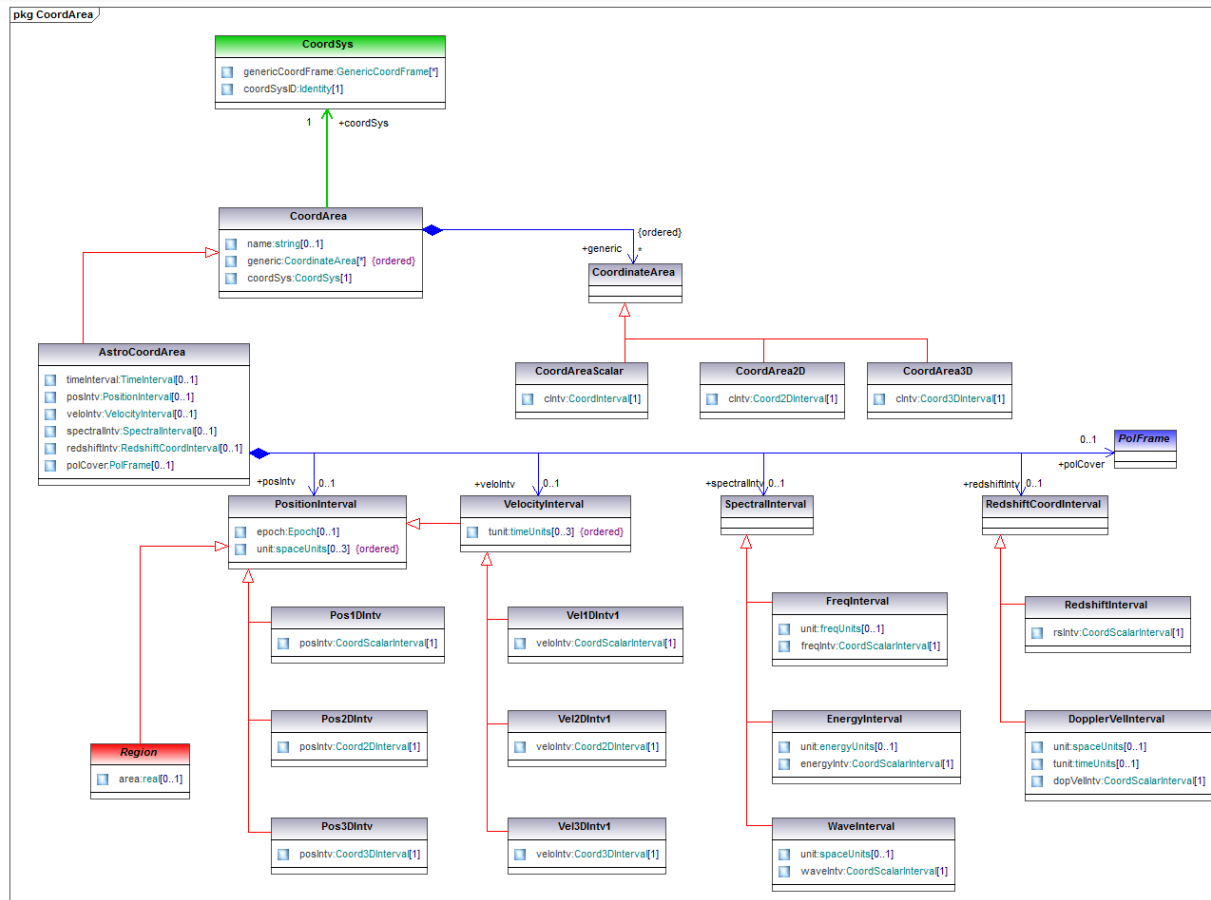 pkg CoordArea
CoordSys
genericCoordFrame:GenericCoordFrame[*]
coordSysID:Identity[1]
1
+coordSys
CoordArea
name:string[0..1]
generic:CoordinateArea[*] {ordered}
coordSys:CoordSys[1]
{ordered}
+generic
*
CoordinateArea
AstroCoordArea
timeInterval:TimeInterval[0..1]
posIntv:PositionInterval[0..1]
veloIntv:VelocityInterval[0..1]
spectralIntv:SpectralInterval[0..1]
redshiftIntv:RedshiftCoordInterval[0..1]
polCover:PolFrame[0..1]
CoordAreaScalar
cIntv:CoordInterval[1]
CoordArea2D
cIntv:Coord2DInterval[1]
CoordArea3D
cIntv:Coord3DInterval[1]
0..1
+polCover
PolFrame
+posIntv
0..1
+veloIntv
0..1
+spectralIntv
0..1
+redshiftIntv
0..1
PositionInterval
epoch:Epoch[0..1]
unit:spaceUnits[0..3] {ordered}
VelocityInterval
tunit:timeUnits[0..3] {ordered}
SpectralInterval
RedshiftCoordInterval
Pos1DIntv
posIntv:CoordScalarInterval[1]
Vel1DIntv1
veloIntv:CoordScalarInterval[1]
FreqInterval
unit:freqUnits[0..1]
freqIntv:CoordScalarInterval[1]
RedshiftInterval
rsIntv:CoordScalarInterval[1]
Pos2DIntv
posIntv:Coord2DInterval[1]
Vel2DIntv1
veloIntv:Coord2DInterval[1]
EnergyInterval
unit:energyUnits[0..1]
energyIntv:CoordScalarInterval[1]
DopplerVelInterval
unit:spaceUnits[0..1]
tunit:timeUnits[0..1]
dopVelIntv:CoordScalarInterval[1]
Region
area:real[0..1]
Pos3DIntv
posIntv:Coord3DInterval[1]
Vel3DIntv1
veloIntv:Coord3DInterval[1]
WaveInterval
unit:spaceUnits[0..1]
waveIntv:CoordScalarInterval[1]